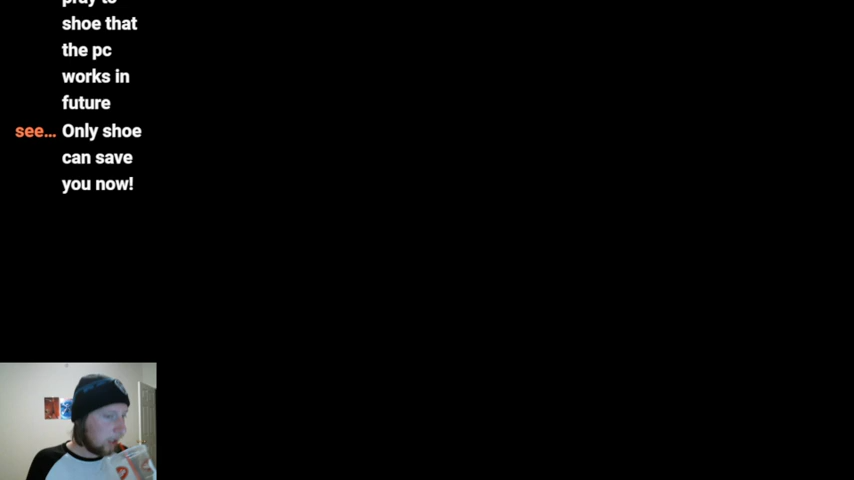 shoe that
the pc
works in
future
see... Only shoe
can save
you now!